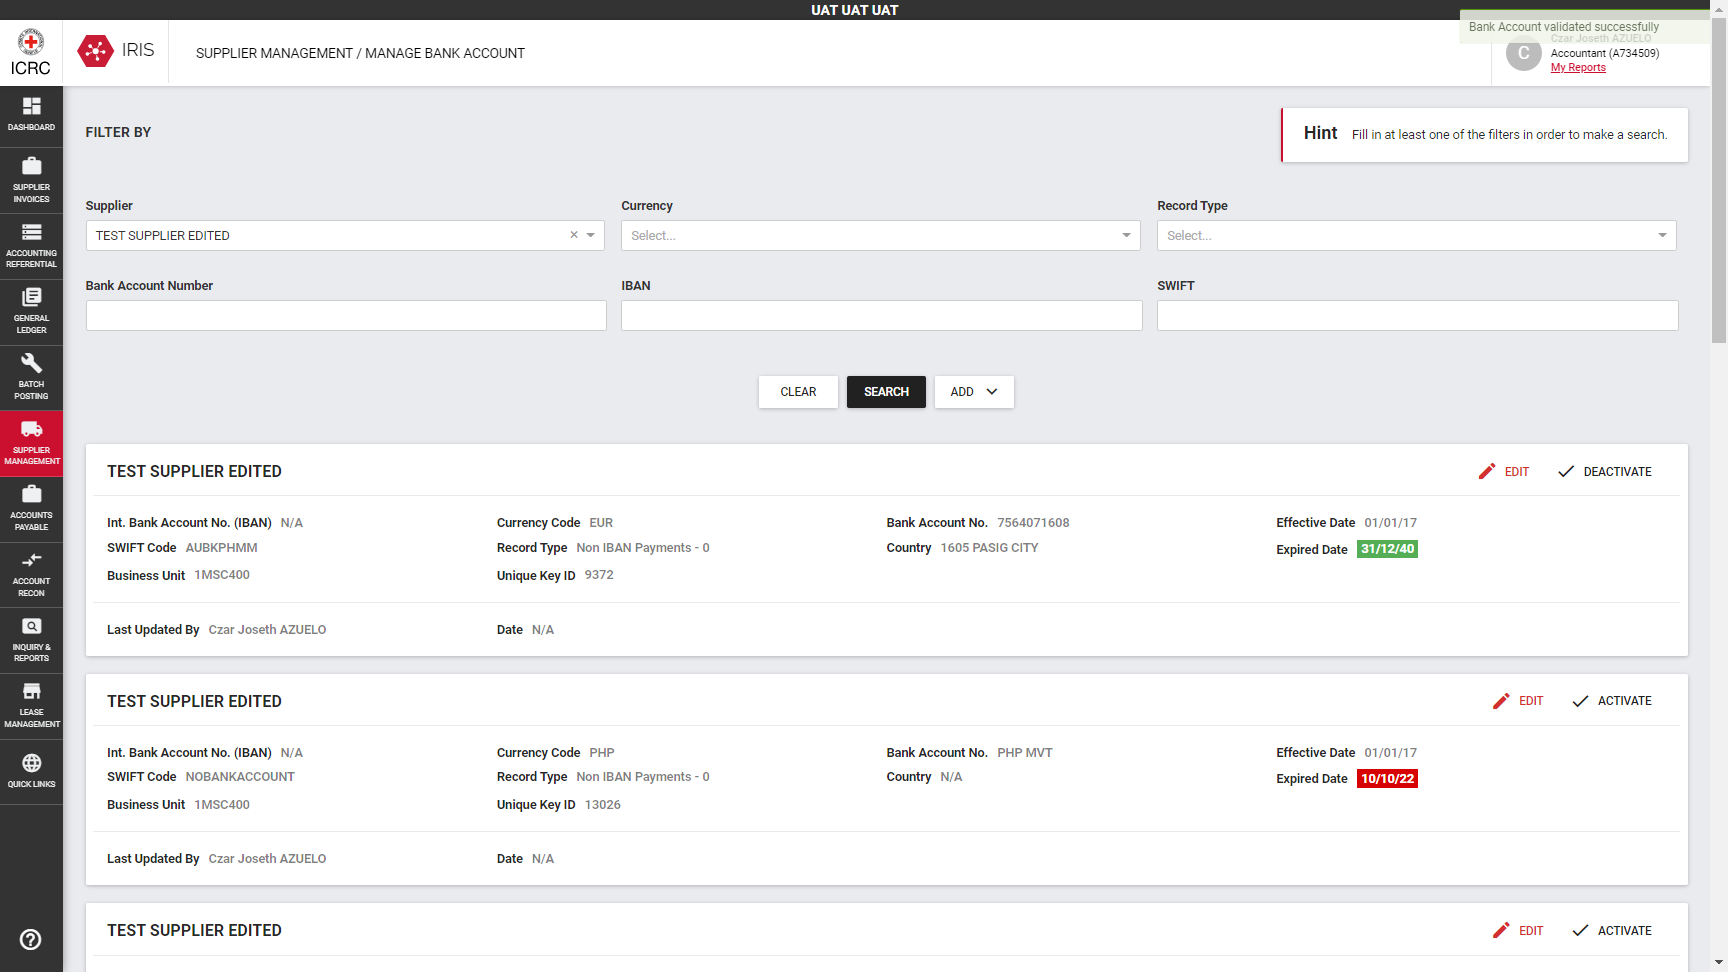 UAT UAT UAT
Bank Account validated successfully
ICRC
IRIS
SUPPLIER MANAGEMENT / MANAGE BANK ACCOUNT
C
Czar Joseth AZUELO
Accountant (A734509)
My Reports
DASHBOARD
SUPPLIER
INVOICES
ACCOUNTING
REFERENTIAL
GENERAL
LEDGER
BATCH
POSTING
SUPPLIER
MANAGEMENT
ACCOUNTS
PAYABLE
ACCOUNT
RECON
INQUIRY &
REPORTS
LEASE
MANAGEMENT
QUICK LINKS
FILTER BY
Hint Fill in at least one of the filters in order to make a search.
Supplier Currency Record Type
TEST SUPPLIER EDITED × Select... Select...
Bank Account Number IBAN SWIFT
CLEAR SEARCH ADD
TEST SUPPLIER EDITED EDIT DEACTIVATE
Int. Bank Account No. (IBAN) N/A Currency Code EUR Bank Account No. 7564071608 Effective Date 01/01/17
SWIFT Code AUBKPHMM Record Type Non IBAN Payments - 0 Country 1605 PASIG CITY Expired Date 31/12/40
Business Unit 1MSC400 Unique Key ID 9372
Last Updated By Czar Joseth AZUELO Date N/A
TEST SUPPLIER EDITED EDIT ACTIVATE
Int. Bank Account No. (IBAN) N/A Currency Code PHP Bank Account No. PHP MVT Effective Date 01/01/17
SWIFT Code NOBANKACCOUNT Record Type Non IBAN Payments - 0 Country N/A Expired Date 10/10/22
Business Unit 1MSC400 Unique Key ID 13026
Last Updated By Czar Joseth AZUELO Date N/A
TEST SUPPLIER EDITED EDIT ACTIVATE